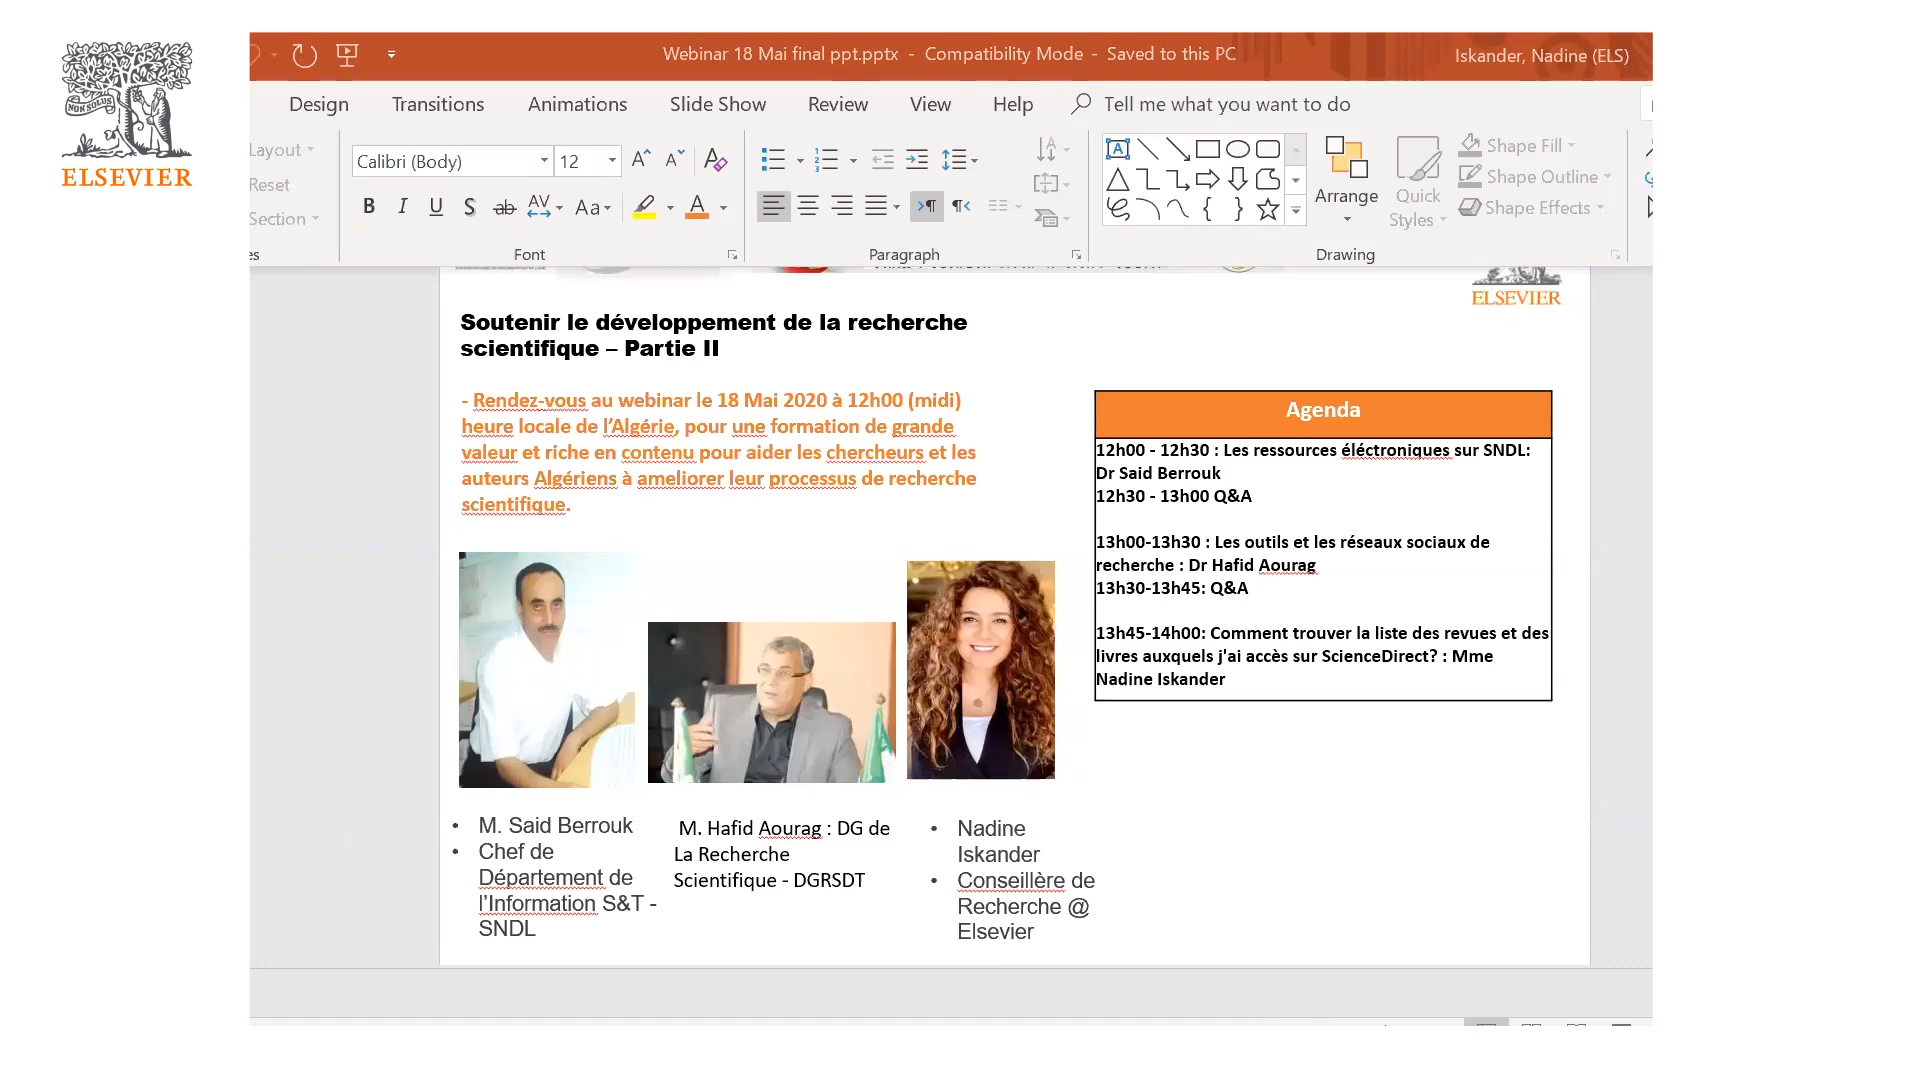 NON SOLUS
ELSEVIER
Webinar 18 Mai final ppt.pptx - Compatibility Mode - Saved to this PC
Iskander, Nadine (ELS)
Design Transitions Animations Slide Show Review View Help Tell me what you want to do
Layout
Reset
Section
Calibri (Body) 12
B I U S ab AV Aa A
Font
Paragraph
Drawing
Arrange
Quick
Styles
Shape Fill
Shape Outline
Shape Effects
ELSEVIER
Soutenir le développement de la recherche
scientifique – Partie II
- Rendez-vous au webinar le 18 Mai 2020 à 12h00 (midi)
heure locale de l’Algérie, pour une formation de grande
valeur et riche en contenu pour aider les chercheurs et les
auteurs Algériens à ameliorer leur processus de recherche
scientifique.
Agenda
12h00 - 12h30 : Les ressources éléctroniques sur SNDL:
Dr Said Berrouk
12h30 - 13h00 Q&A
13h00-13h30 : Les outils et les réseaux sociaux de
recherche : Dr Hafid Aourag
13h30-13h45: Q&A
13h45-14h00: Comment trouver la liste des revues et des
livres auxquels j'ai accès sur ScienceDirect? : Mme
Nadine Iskander
• M. Said Berrouk
• Chef de
Département de
l’Information S&T -
SNDL
M. Hafid Aourag : DG de
La Recherche
Scientifique - DGRSDT
• Nadine
Iskander
• Conseillère de
Recherche @
Elsevier